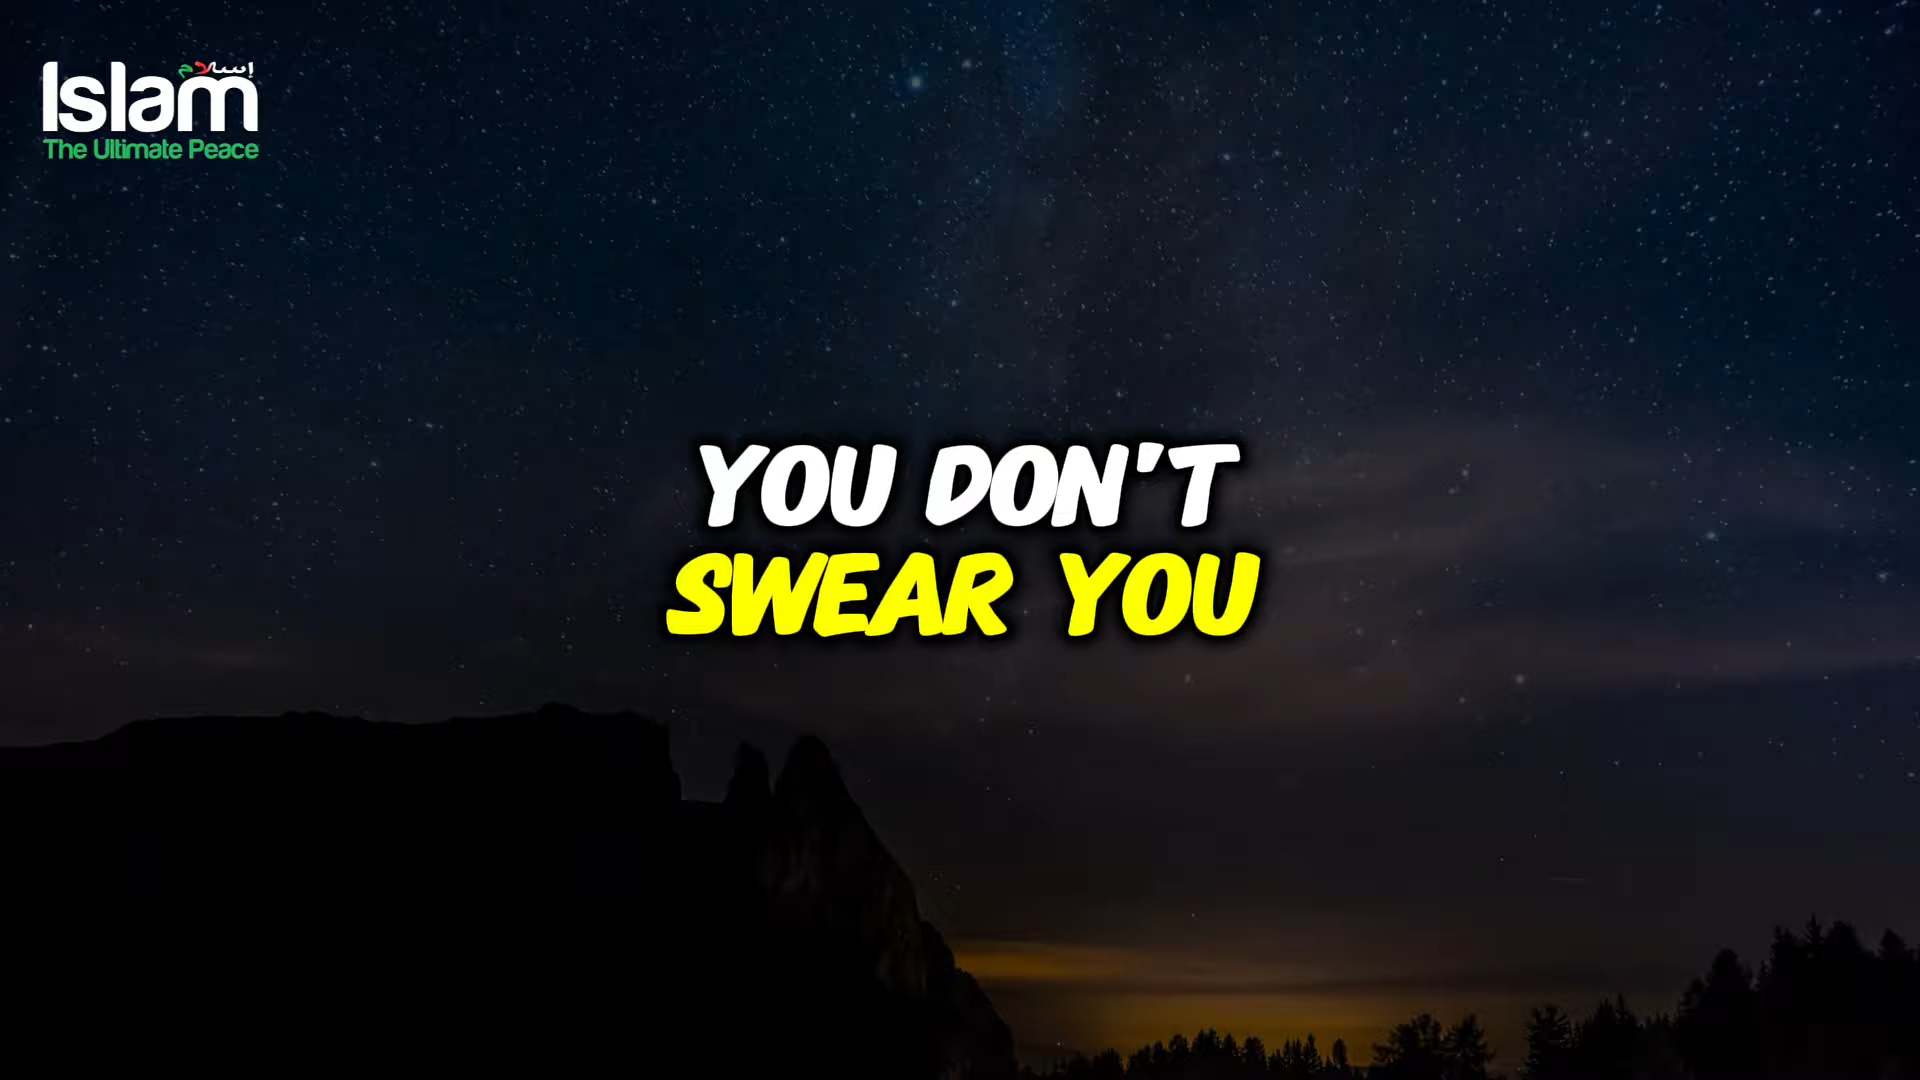 إسلام
Islam
The Ultimate Peace
YOU DON'T
SWEAR YOU